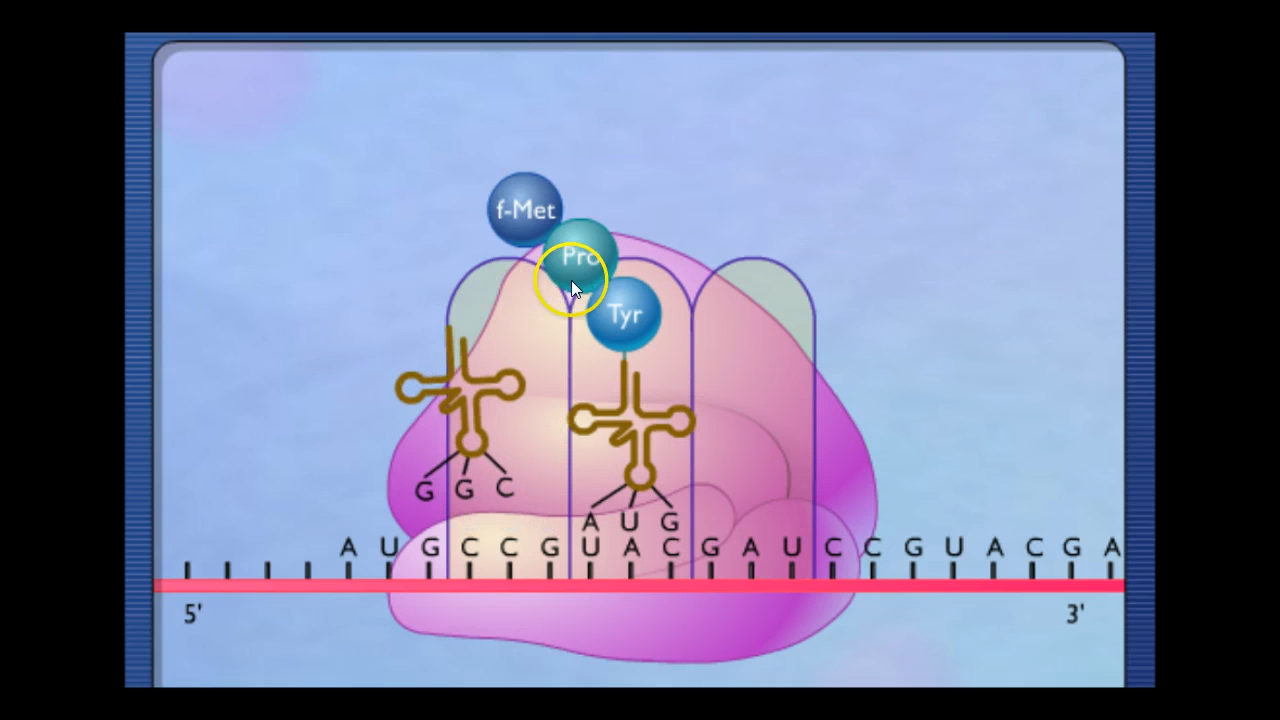 f-Met
Pro
Tyr
G G C
A U G
A U G C C G U A C G A U C C G U A C G A
5' 3'